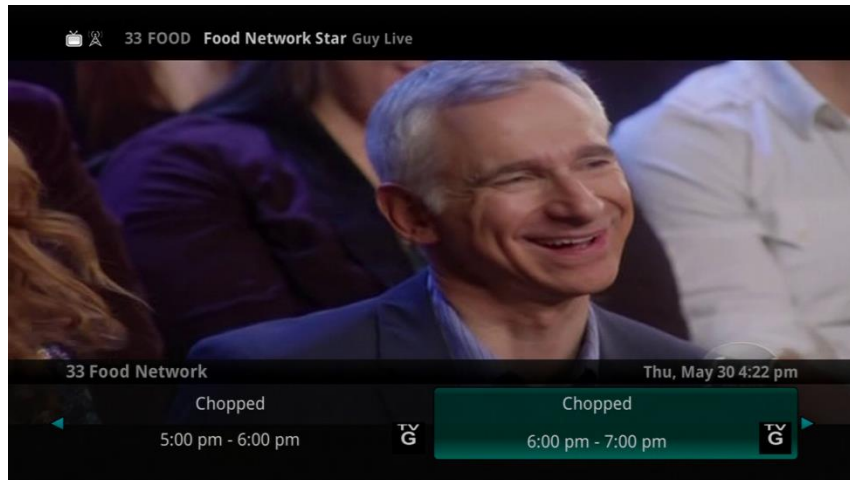 33 FOOD Food Network Star Guy Live
33 Food Network Thu, May 30 4:22 pm
Chopped Chopped
5:00 pm - 6:00 pm TV G 6:00 pm - 7:00 pm TV G